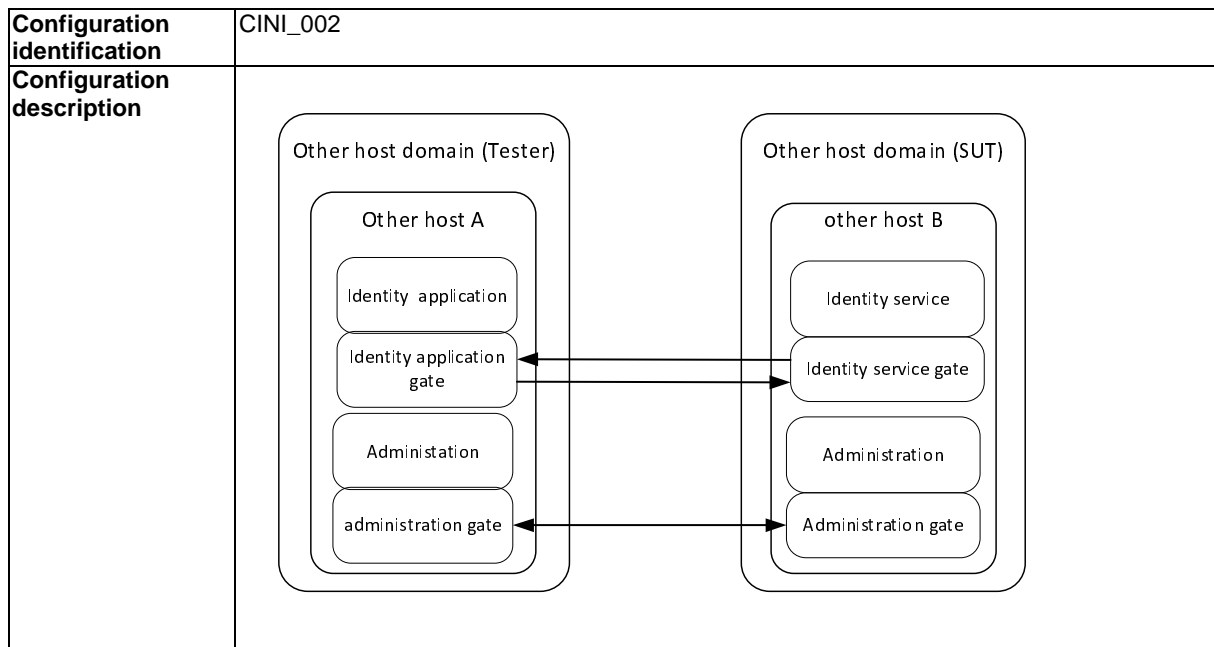 Configuration
identification
CINI_002
Configuration
description
Other host domain (Tester)
Other host A
Identity application
Identity application
gate
Administation
administration gate
Other host domain (SUT)
other host B
Identity service
Identity service gate
Administration
Administration gate